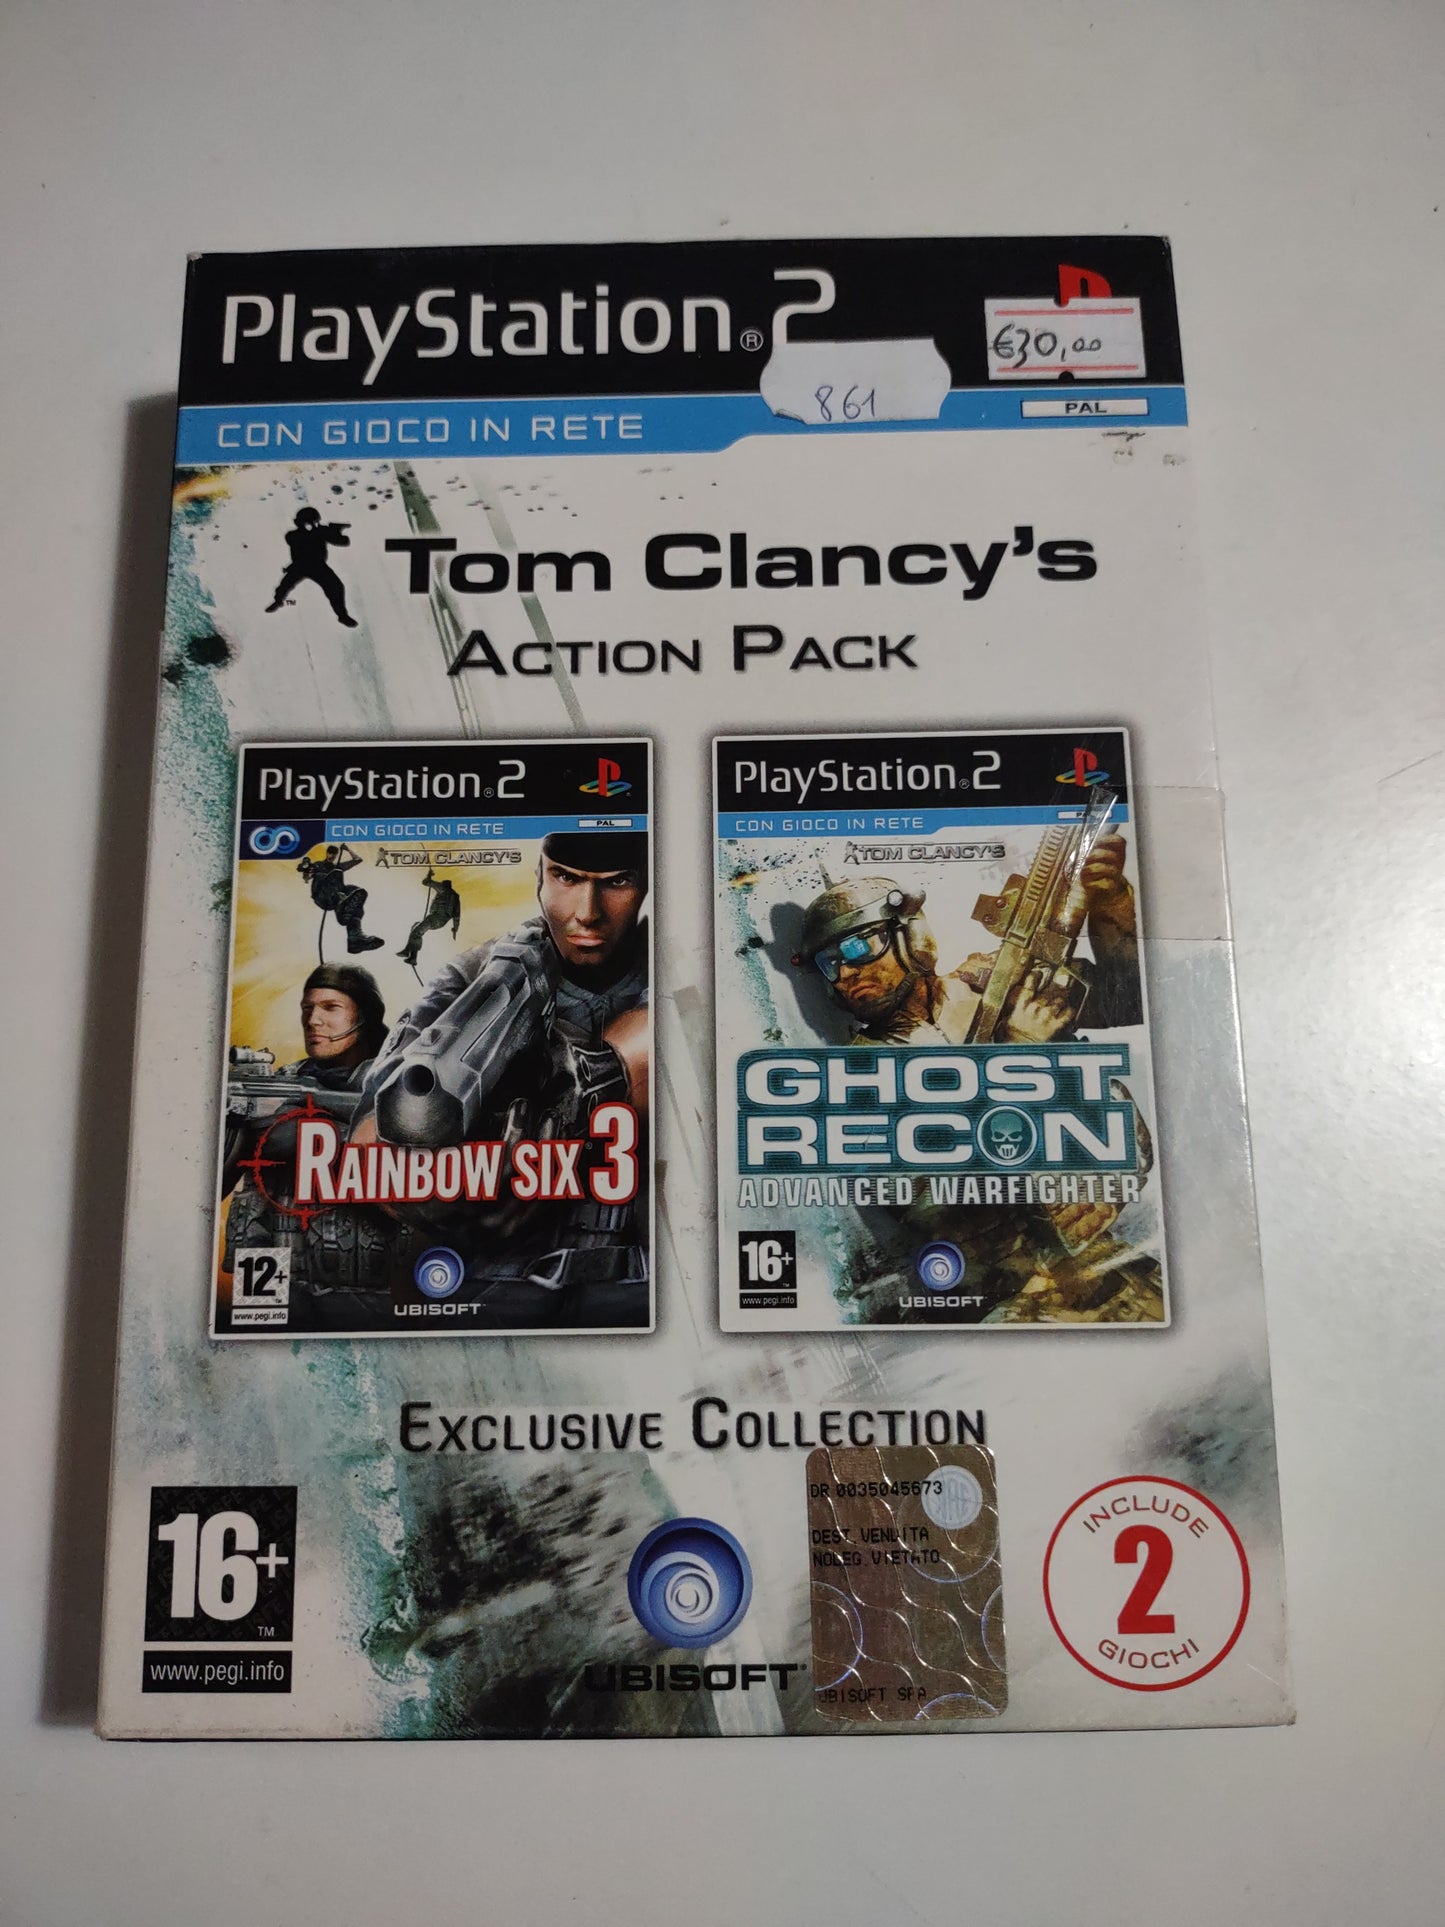 PlayStation®2
€30,00
861
CON GIOCO IN RETE
PAL
Tom Clancy's
™
ACTION PACK
PlayStation®2
CON GIOCO IN RETE
PAL
TOM CLANCY'S
RAINBOW SIX® 3
12+
www.pegi.info
UBISOFT
PlayStation®2
CON GIOCO IN RETE
TOM CLANCY'S
GHOST
RECON
ADVANCED WARFIGHTER
16+
www.pegi.info
UBISOFT
EXCLUSIVE COLLECTION
16+
™
www.pegi.info
UBISOFT
DR 0035045673
DEST.VENDITA
NOLEG.VIETATO
UBISOFT SPA
INCLUDE
2
GIOCHI